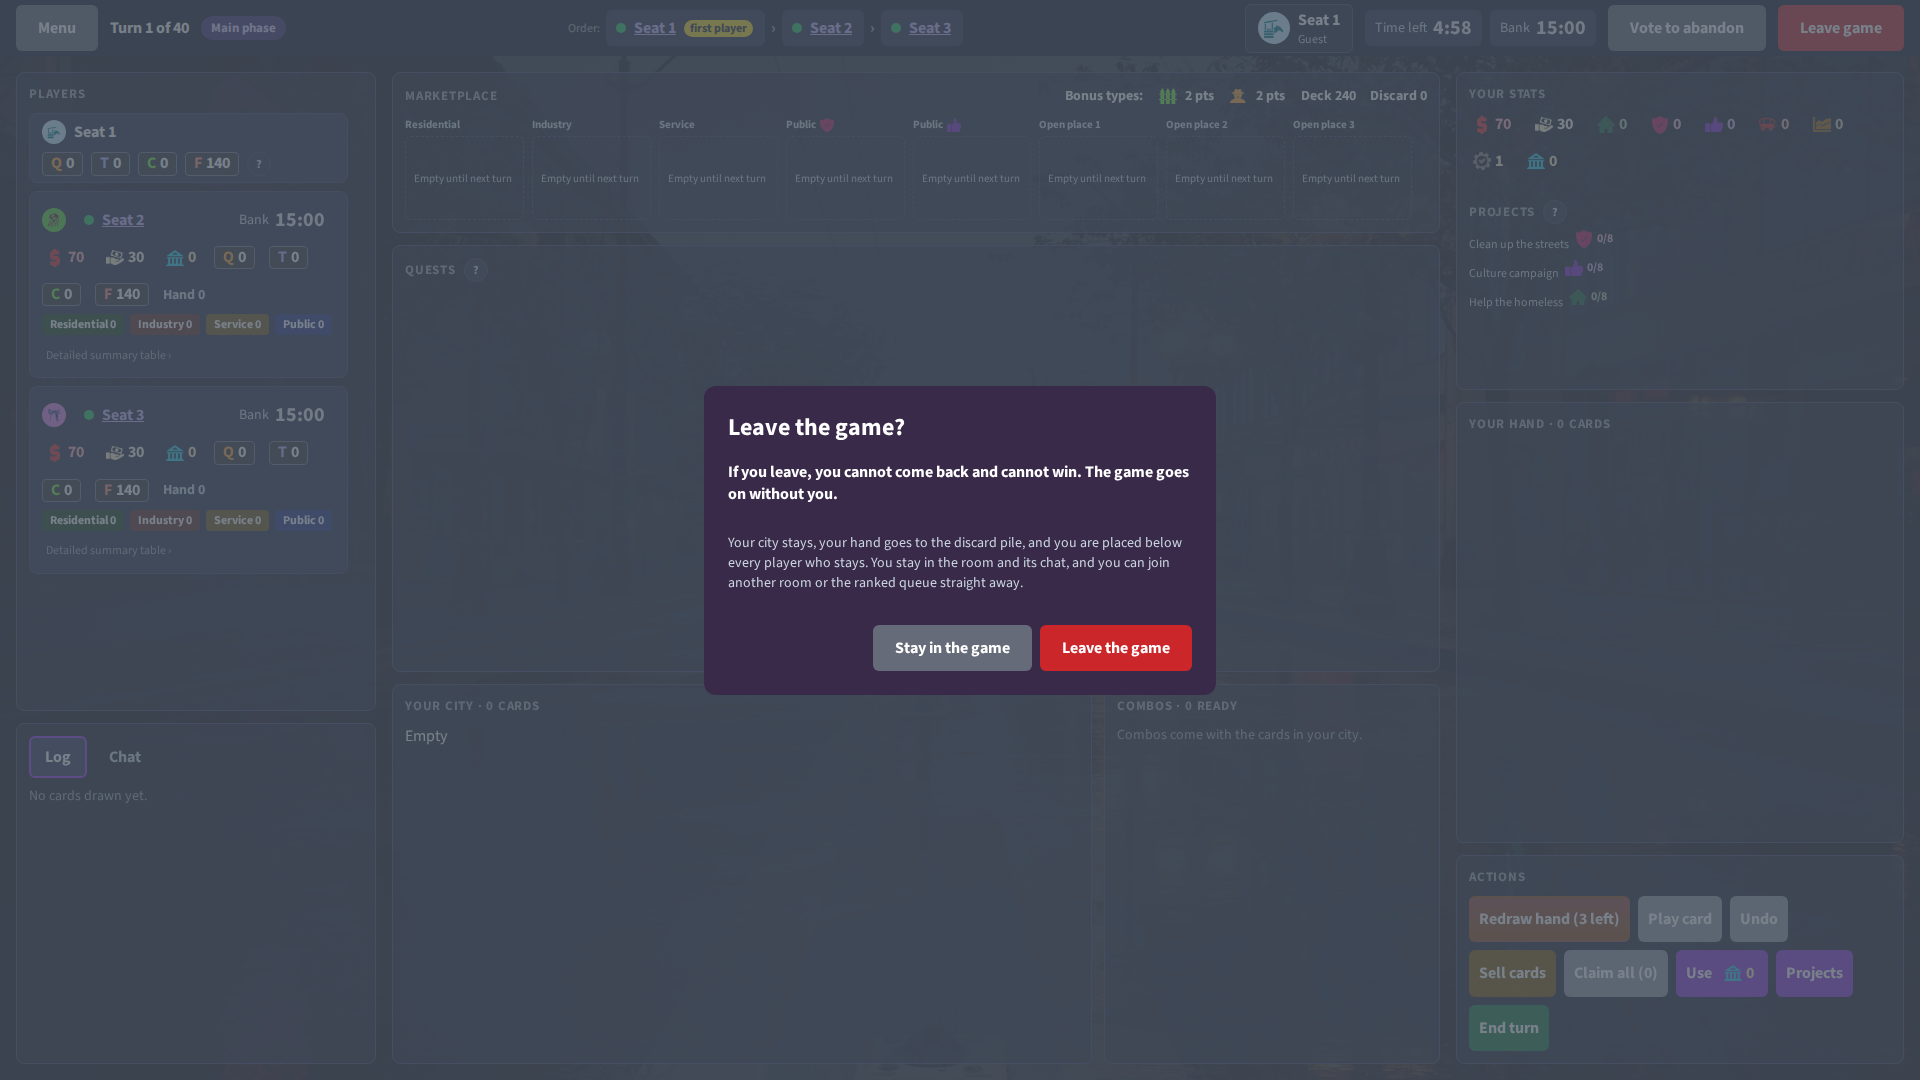 Menu
Turn 1 of 40
Main phase
Order:
Seat 1
first player
›
Seat 2
›
Seat 3
Seat 1
Guest
Time left 4:58
Bank 15:00
Vote to abandon
Leave game
PLAYERS
Seat 1
Q 0
T 0
C 0
F 140
?
Seat 2
Bank 15:00
70
30
0
Q 0
T 0
C 0
F 140
Hand 0
Residential 0
Industry 0
Service 0
Public 0
Detailed summary table ›
Seat 3
Bank 15:00
70
30
0
Q 0
T 0
C 0
F 140
Hand 0
Residential 0
Industry 0
Service 0
Public 0
Detailed summary table ›
Log
Chat
No cards drawn yet.
MARKETPLACE
Bonus types:
2 pts
2 pts
Deck 240
Discard 0
Residential
Industry
Service
Public
Public
Open place 1
Open place 2
Open place 3
Empty until next turn
Empty until next turn
Empty until next turn
Empty until next turn
Empty until next turn
Empty until next turn
Empty until next turn
Empty until next turn
QUESTS
?
Leave the game?
If you leave, you cannot come back and cannot win. The game goes
on without you.
Your city stays, your hand goes to the discard pile, and you are placed below
every player who stays. You stay in the room and its chat, and you can join
another room or the ranked queue straight away.
Stay in the game
Leave the game
YOUR CITY · 0 CARDS
Empty
COMBOS · 0 READY
Combos come with the cards in your city.
YOUR STATS
70
30
0
0
0
0
0
1
0
PROJECTS
?
Clean up the streets
0/8
Culture campaign
0/8
Help the homeless
0/8
YOUR HAND · 0 CARDS
ACTIONS
Redraw hand (3 left)
Play card
Undo
Sell cards
Claim all (0)
Use
0
Projects
End turn